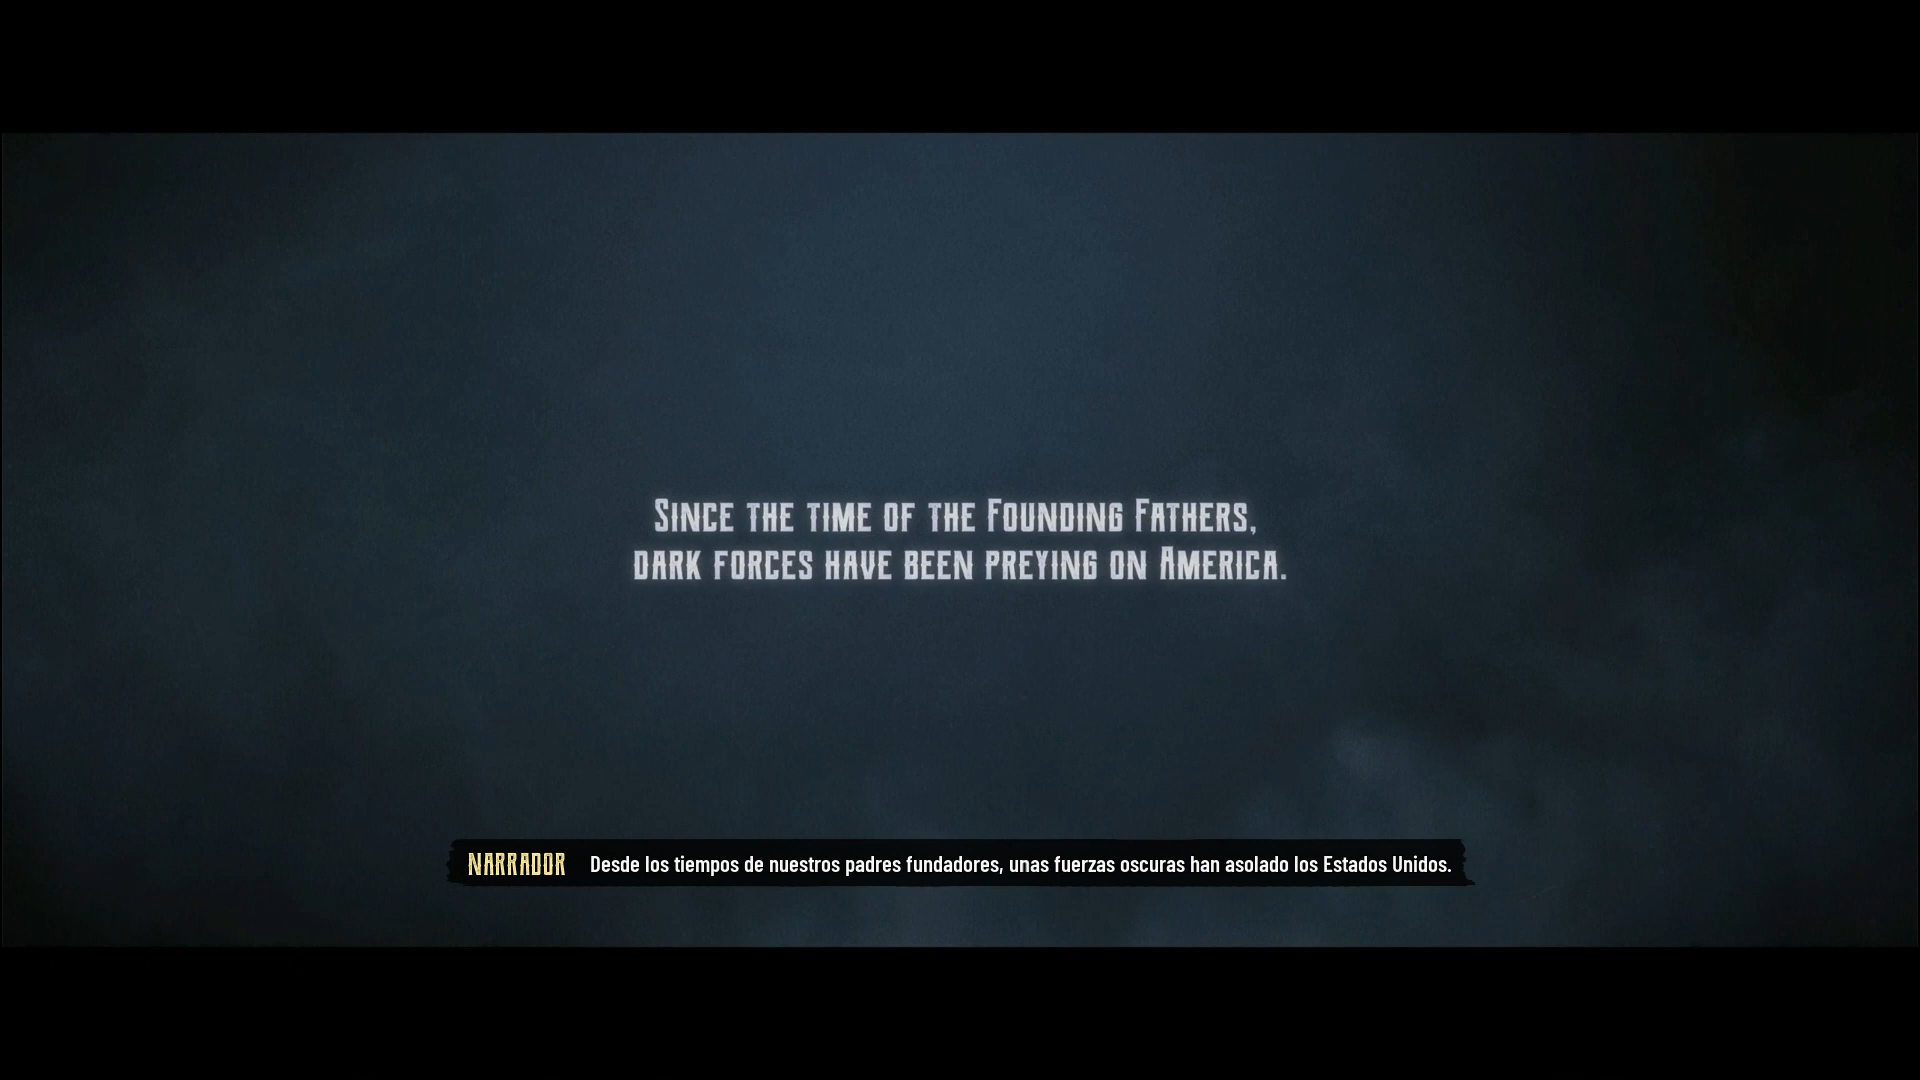 Since the time of the Founding Fathers,
dark forces have been preying on America.
NARRADOR Desde los tiempos de nuestros padres fundadores, unas fuerzas oscuras han asolado los Estados Unidos.